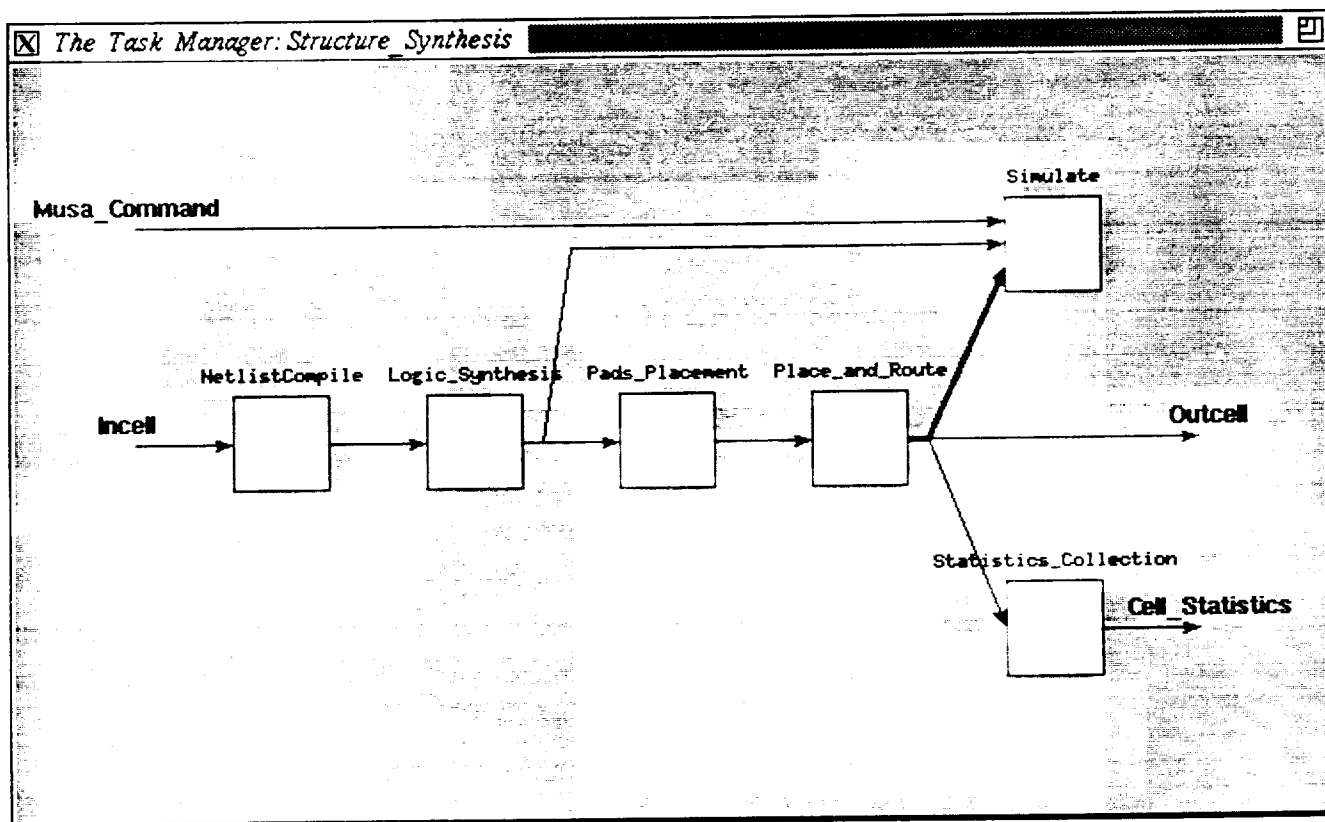 The Task Manager: Structure_Synthesis
Simulate
Musa_Command
NetlistCompile
Logic_Synthesis
Pads_Placement
Place_and_Route
Incell
Outcell
Statistics_Collection
Cell_Statistics